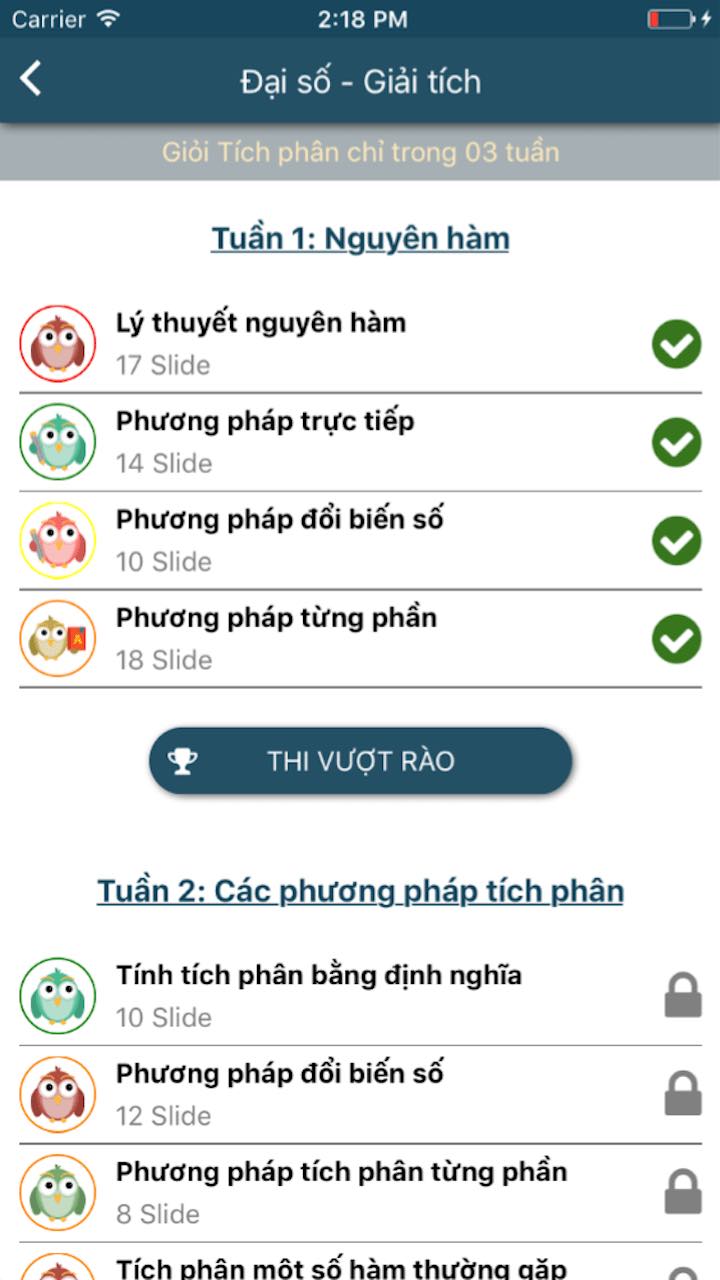 Carrier
2:18 PM
Đại số - Giải tích
Giỏi Tích phân chỉ trong 03 tuần
Tuần 1: Nguyên hàm
Lý thuyết nguyên hàm
17 Slide
Phương pháp trực tiếp
14 Slide
Phương pháp đổi biến số
10 Slide
Phương pháp từng phần
A
18 Slide
THI VƯỢT RÀO
Tuần 2: Các phương pháp tích phân
Tính tích phân bằng định nghĩa
10 Slide
Phương pháp đổi biến số
12 Slide
Phương pháp tích phân từng phần
8 Slide
Tích phân một số hàm thường gặp